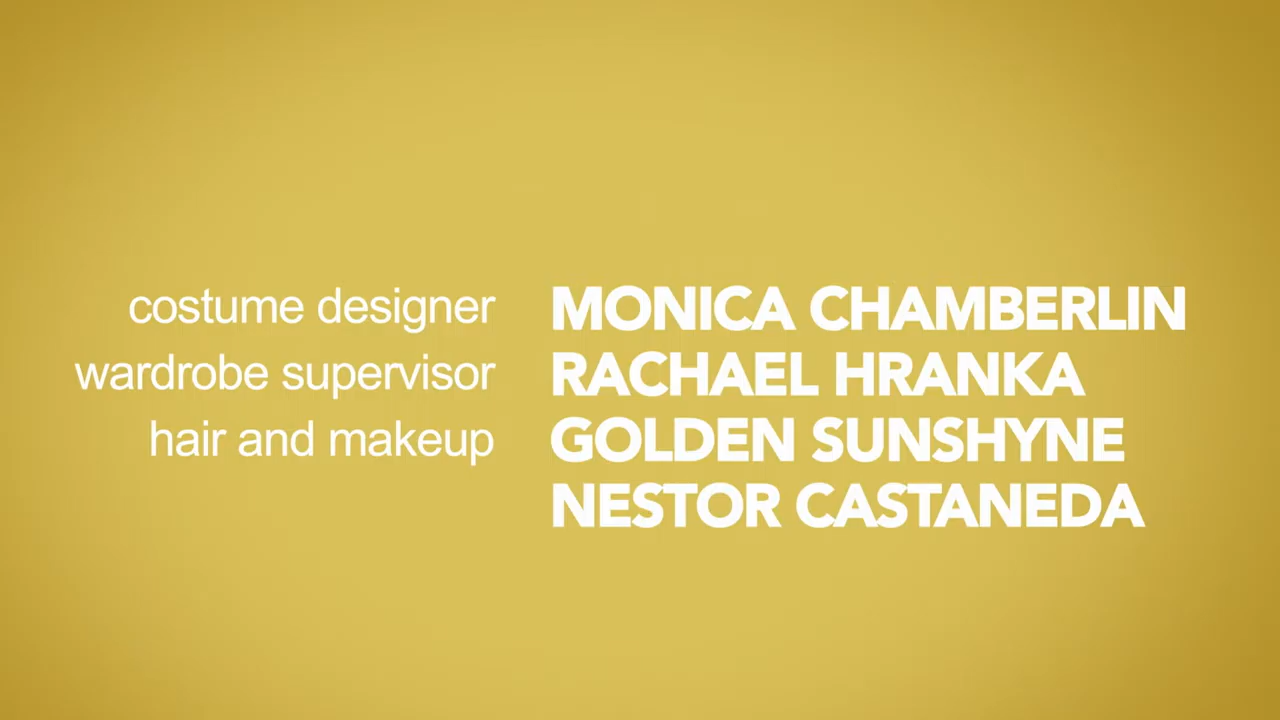 costume designer MONICA CHAMBERLIN
wardrobe supervisor RACHAEL HRANKA
hair and makeup GOLDEN SUNSHYNE
NESTOR CASTANEDA